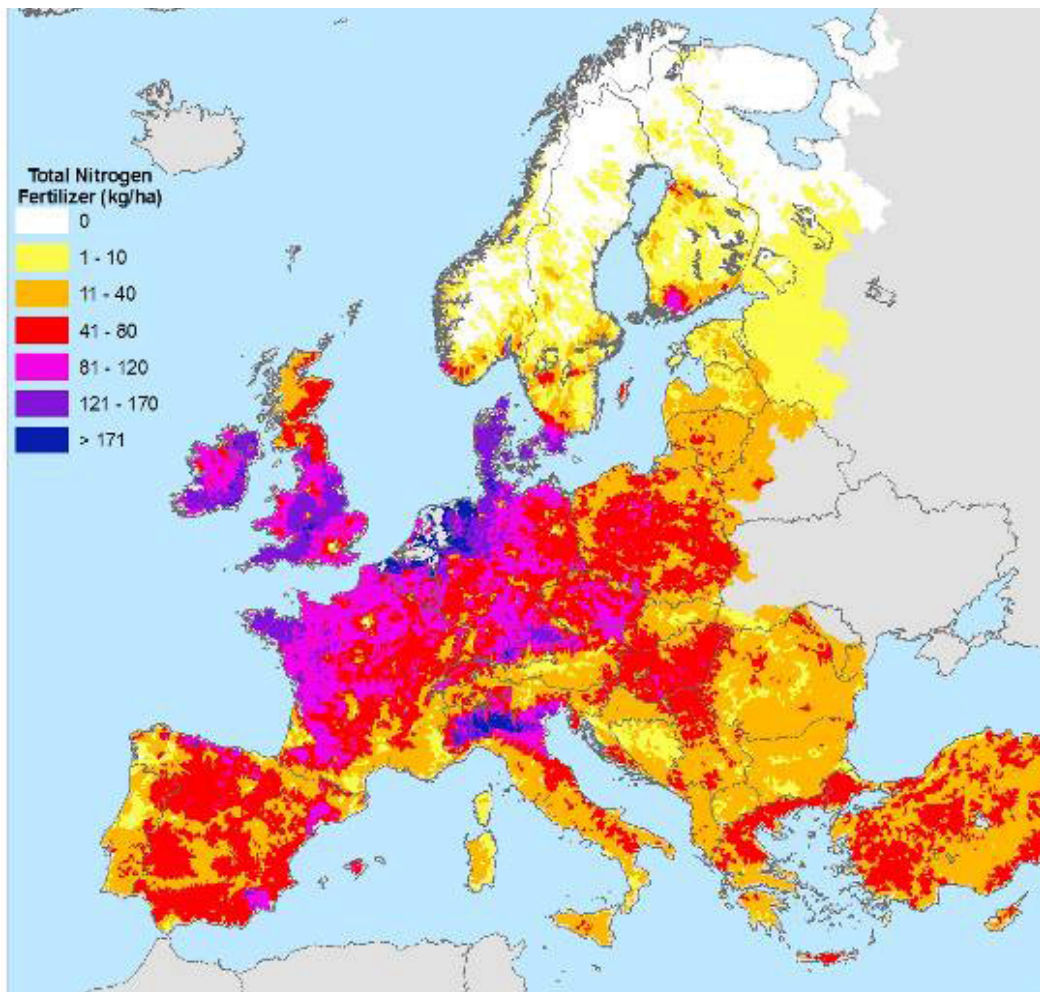 Total Nitrogen
Fertilizer (kg/ha)
0
1 - 10
11 - 40
41 - 80
81 - 120
121 - 170
> 171